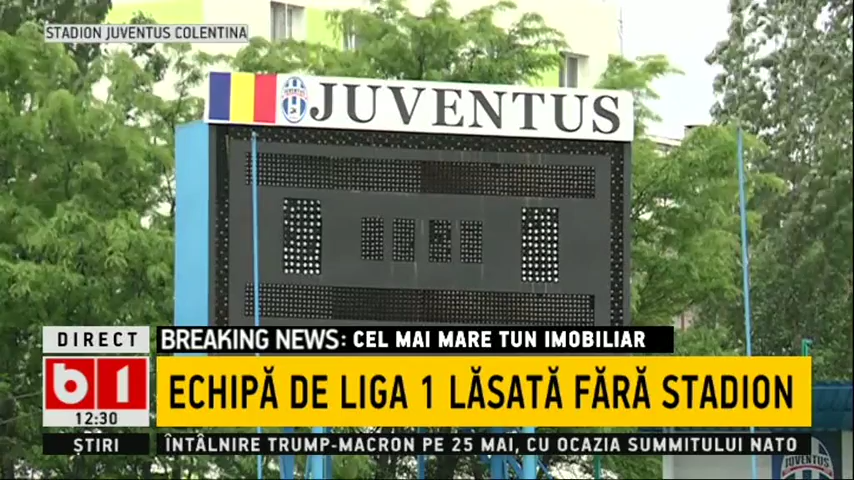 STADION JUVENTUS COLENTINA
JUVENTUS
DIRECT
BREAKING NEWS: CEL MAI MARE TUN IMOBILIAR
b1
ECHIPĂ DE LIGA 1 LĂSATĂ FĂRĂ STADION
12:30
ȘTIRI
ÎNTÂLNIRE TRUMP-MACRON PE 25 MAI, CU OCAZIA SUMMITULUI NATO
JUVENTUS